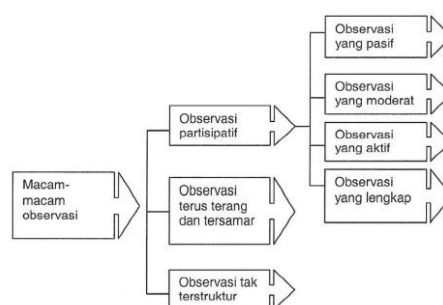 Macam-
macam
observasi
Observasi
partisipatif
Observasi
terus terang
dan tersamar
Observasi tak
terstruktur
Observasi
yang pasif
Observasi
yang moderat
Observasi
yang aktif
Observasi
yang lengkap